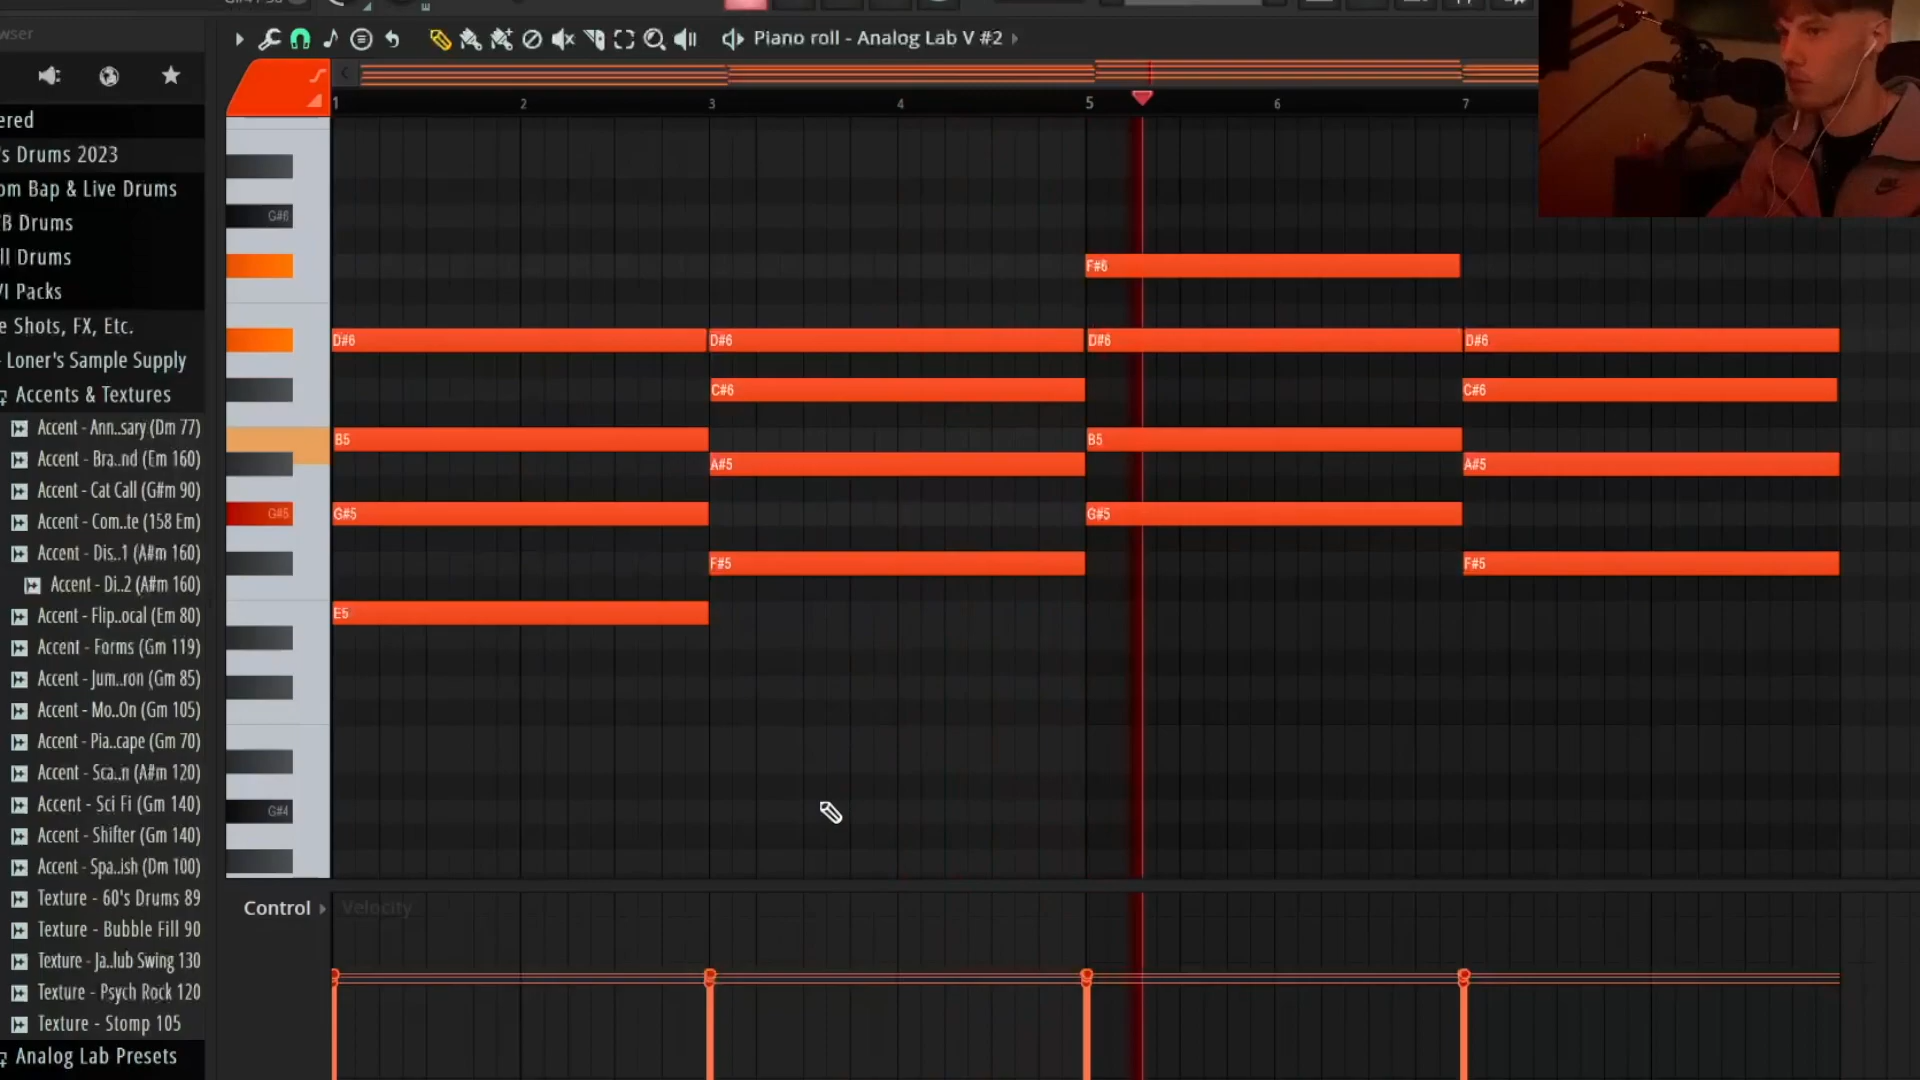 wser
Piano roll - Analog Lab V #2
1 2 3 4 5 6 7
ered
's Drums 2023
om Bap & Live Drums
B Drums
ll Drums
I Packs
e Shots, FX, Etc.
- Loner's Sample Supply
Accents & Textures
Accent - Ann..sary (Dm 77)
Accent - Bra..nd (Em 160)
Accent - Cat Call (G#m 90)
Accent - Com..te (158 Em)
Accent - Dis..1 (A#m 160)
Accent - Di..2 (A#m 160)
Accent - Flip..ocal (Em 80)
Accent - Forms (Gm 119)
Accent - Jum..ron (Gm 85)
Accent - Mo..On (Gm 105)
Accent - Pia..cape (Gm 70)
Accent - Sca..n (A#m 120)
Accent - Sci Fi (Gm 140)
Accent - Shifter (Gm 140)
Accent - Spa..ish (Dm 100)
Texture - 60's Drums 89
Texture - Bubble Fill 90
Texture - Ja..lub Swing 130
Texture - Psych Rock 120
Texture - Stomp 105
Analog Lab Presets
G#6
F#6
D#6 D#6 D#6 D#6
C#6 C#6
B5 B5
A#5 A#5
G#5 G#5 G#5
F#5 F#5
E5
G#4
Control Velocity